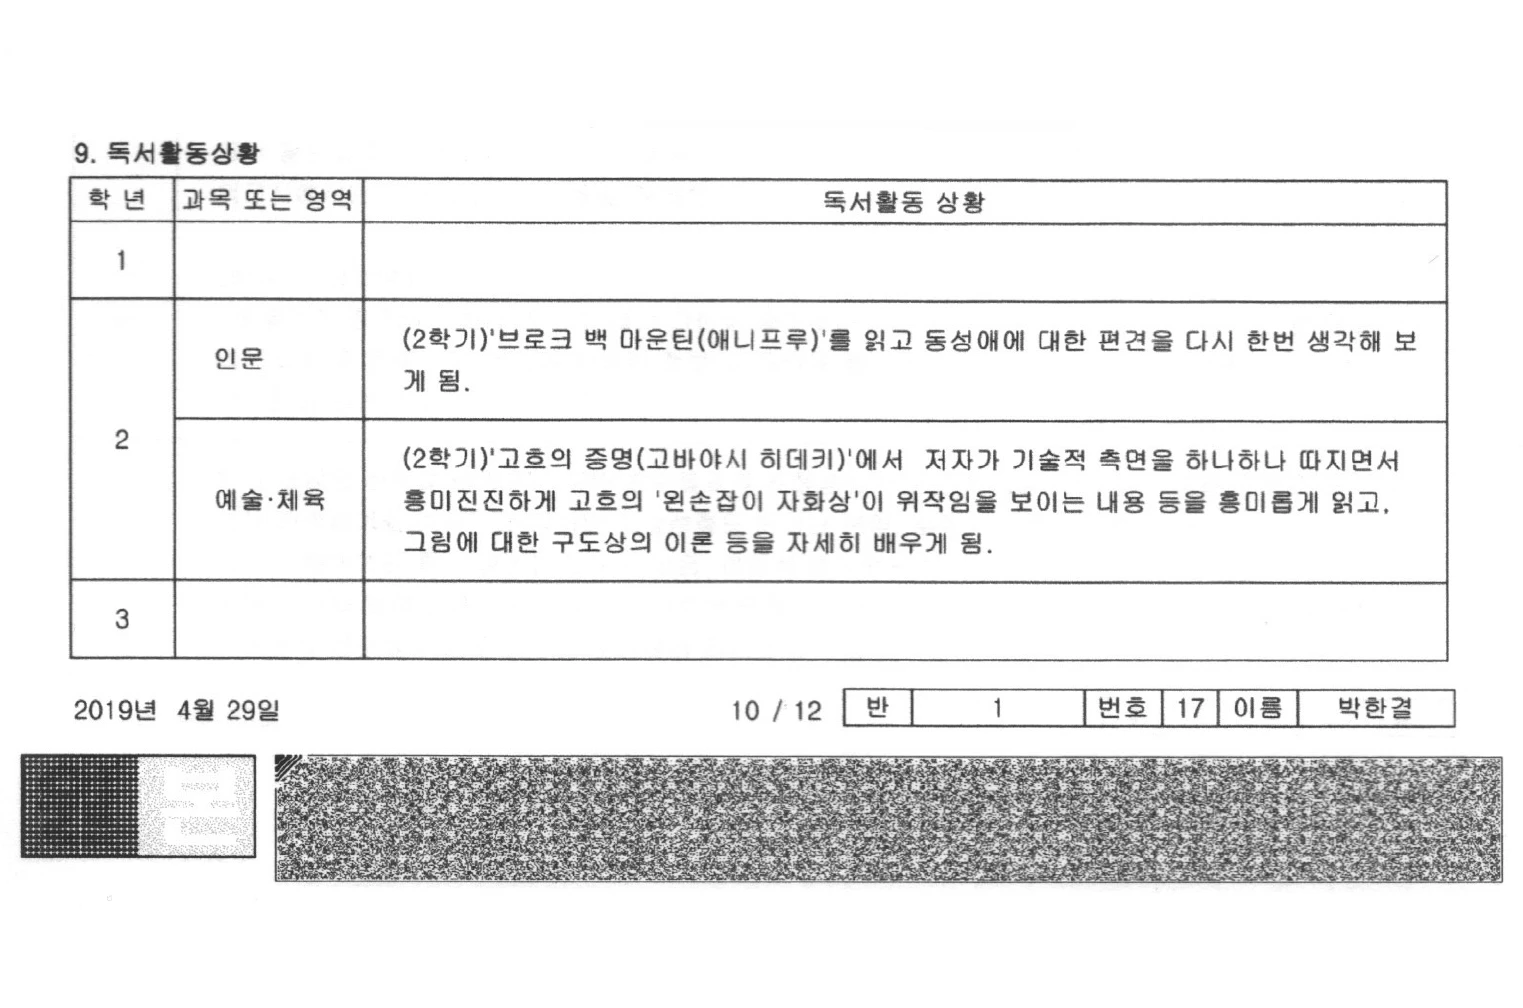 9. 독서활동상황
학 년 과목 또는 영역 독서활동 상황
1
2
인문
(2학기)'브로크 백 마운틴(애니프루)'를 읽고 동성애에 대한 편견을 다시 한번 생각해 보
게 됨.
예술·체육
(2학기)'고흐의 증명(고바야시 히데키)'에서 저자가 기술적 측면을 하나하나 따지면서
흥미진진하게 고흐의 '왼손잡이 자화상'이 위작임을 보이는 내용 등을 흥미롭게 읽고,
그림에 대한 구도상의 이론 등을 자세히 배우게 됨.
3
2019년 4월 29일 10 / 12 반 1 번호 17 이름 박한결
본